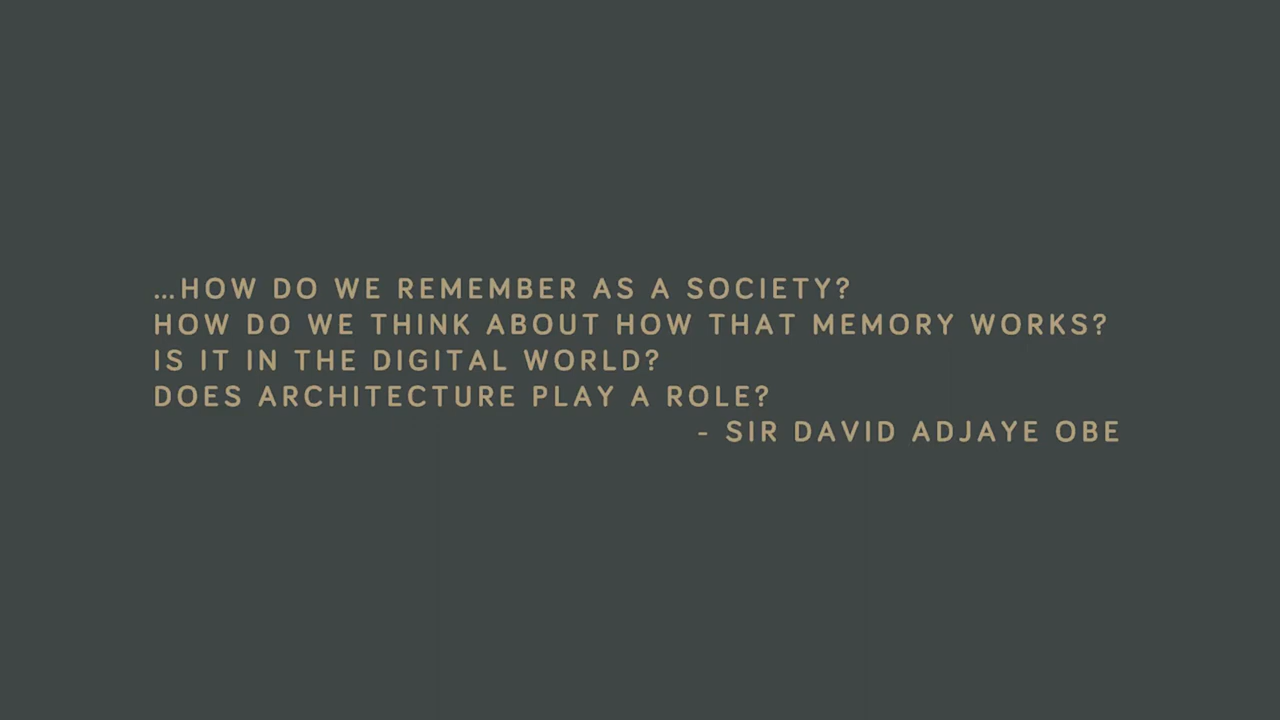 ...HOW DO WE REMEMBER AS A SOCIETY?
HOW DO WE THINK ABOUT HOW THAT MEMORY WORKS?
IS IT IN THE DIGITAL WORLD?
DOES ARCHITECTURE PLAY A ROLE?
- SIR DAVID ADJAYE OBE